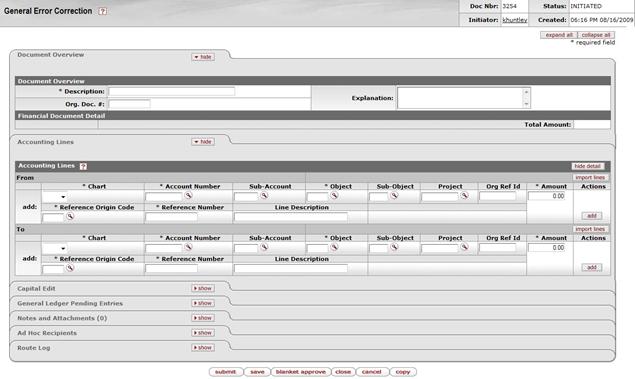 General Error Correction ?
Doc Nbr: 3254 Status: INITIATED
Initiator: khuntley Created: 06:16 PM 08/16/2009
expand all collapse all
* required field
Document Overview hide
Document Overview
* Description: Explanation:
Org. Doc. #:
Financial Document Detail
Total Amount:
Accounting Lines hide
Accounting Lines ? hide detail
From import lines
* Chart * Account Number Sub-Account * Object Sub-Object Project Org Ref Id * Amount Actions
add: 0.00
* Reference Origin Code * Reference Number Line Description
add
To import lines
* Chart * Account Number Sub-Account * Object Sub-Object Project Org Ref Id * Amount Actions
add: 0.00
* Reference Origin Code * Reference Number Line Description
add
Capital Edit show
General Ledger Pending Entries show
Notes and Attachments (0) show
Ad Hoc Recipients show
Route Log show
submit save blanket approve close cancel copy